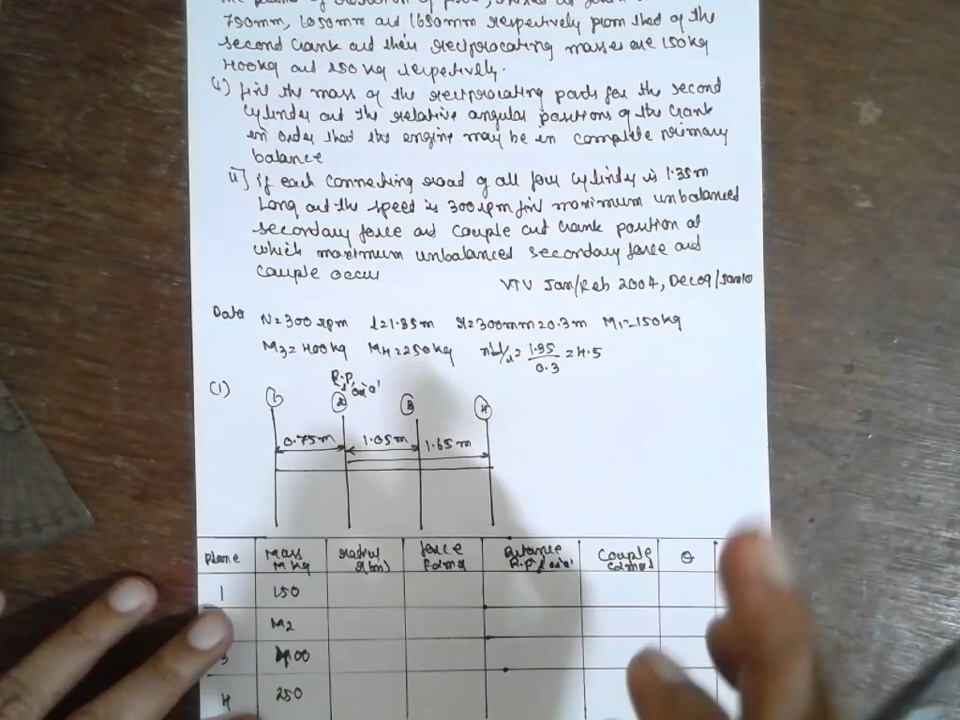 750mm, 1050mm and 1650mm respectively from that of the
second crank and their reciprocating masses are 150kg
400kg and 250kg respectively.
i) find the mass of the reciprocating parts for the second
cylinder and the relative angular positions of the crank
in order that the engine may be in complete primary
balance
ii] if each connecting road of all four cylinder is 1.35m
long and the speed is 300rpm find maximum unbalanced
secondary force and couple and crank position at
which maximum unbalanced secondary force and
couple occur
VTU Jan/Feb 2004, Dec09/Jan10
Data N=300rpm l=1.35m r=300mm=0.3m M1=150kg
M3=400kg M4=250kg n=l/r= 1.35/0.3 =4.5
(1)
R.P.
1 2 3 4
0.75m 1.05m 1.65m
Plane Mass M kg radius r(m) force Couple θ
1 150
M2
3 400
4 250